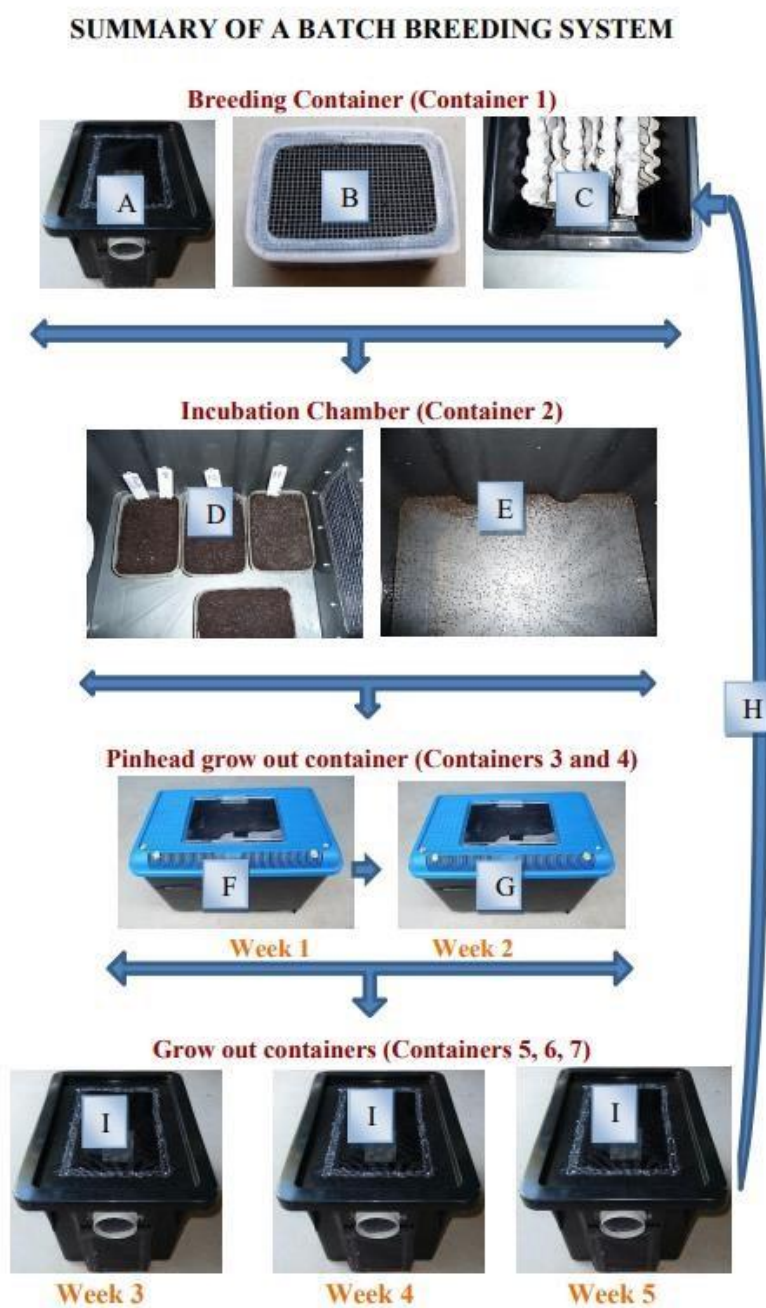 SUMMARY OF A BATCH BREEDING SYSTEM
Breeding Container (Container 1)
A
B
C
Incubation Chamber (Container 2)
D
E
H
Pinhead grow out container (Containers 3 and 4)
F
G
Week 1
Week 2
Grow out containers (Containers 5, 6, 7)
I
I
I
Week 3
Week 4
Week 5